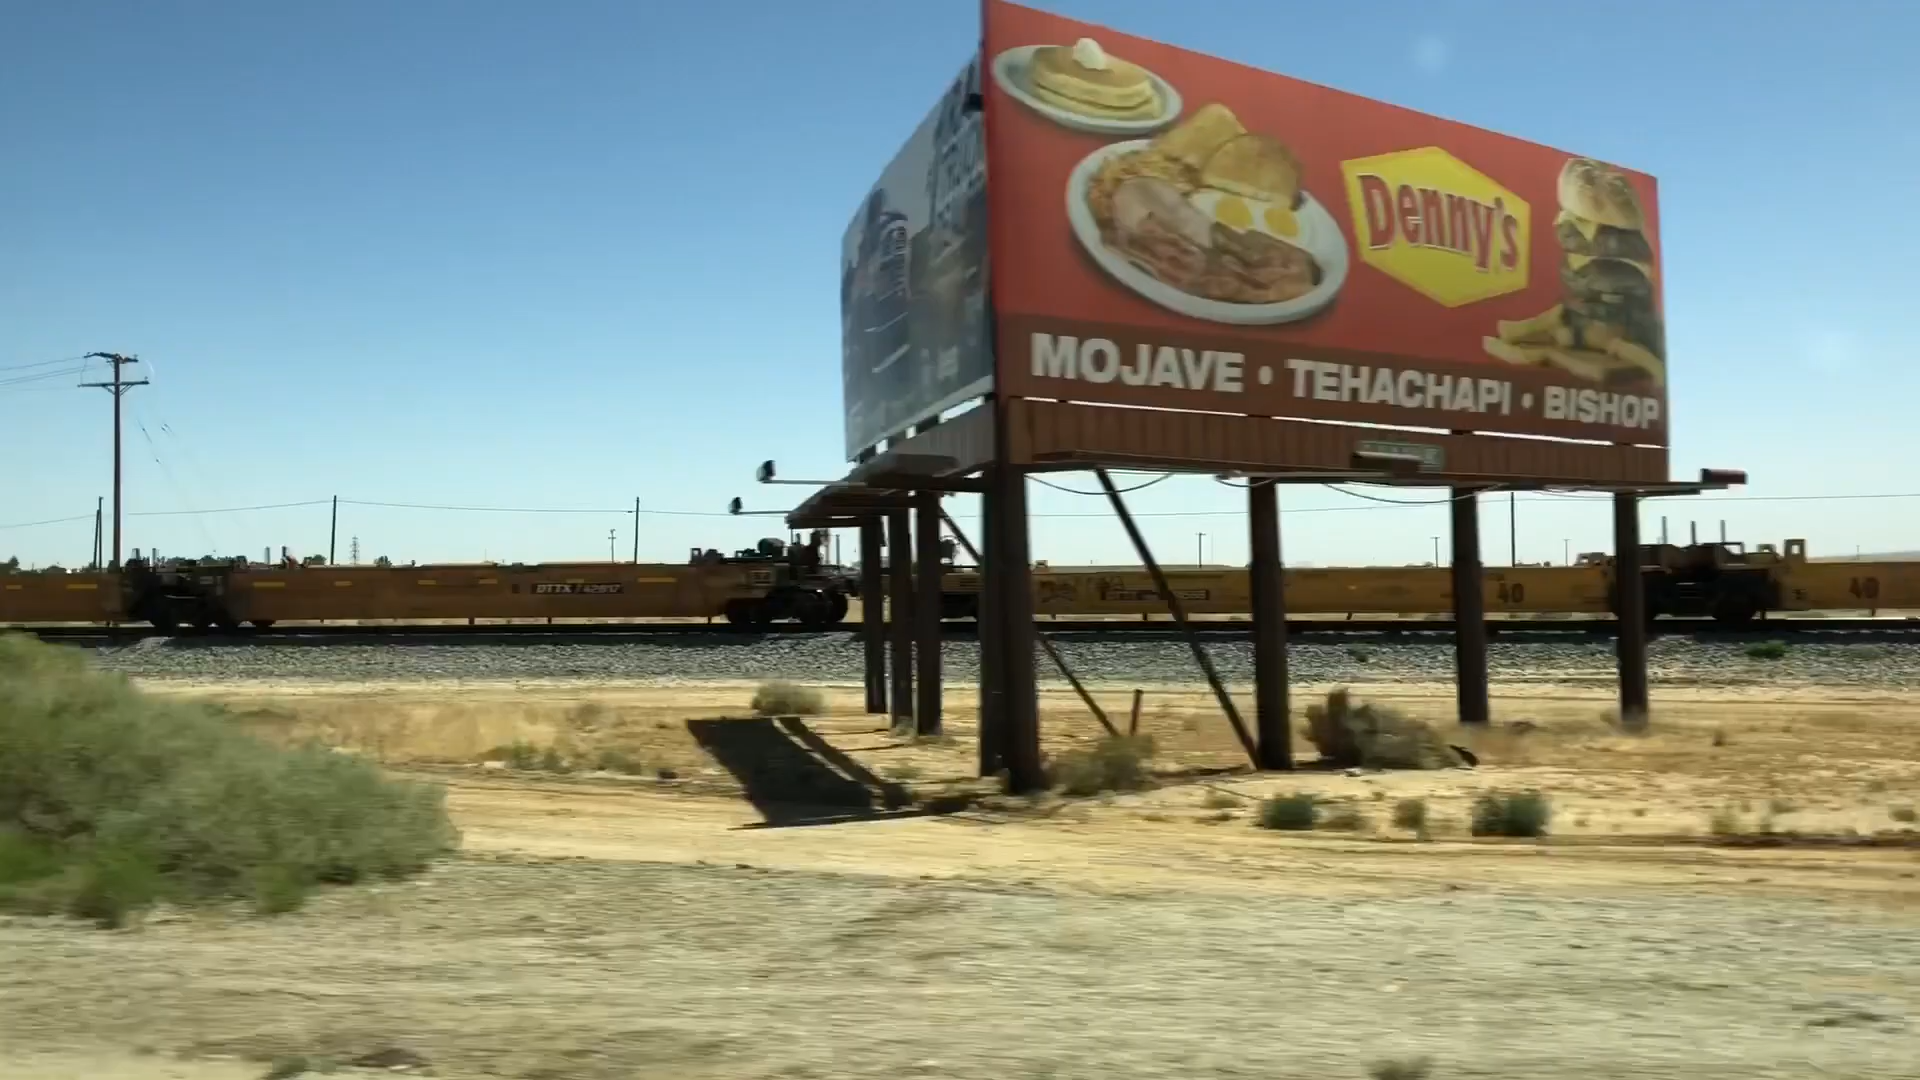 Denny's
MOJAVE • TEHACHAPI • BISHOP
DTTX
40
40